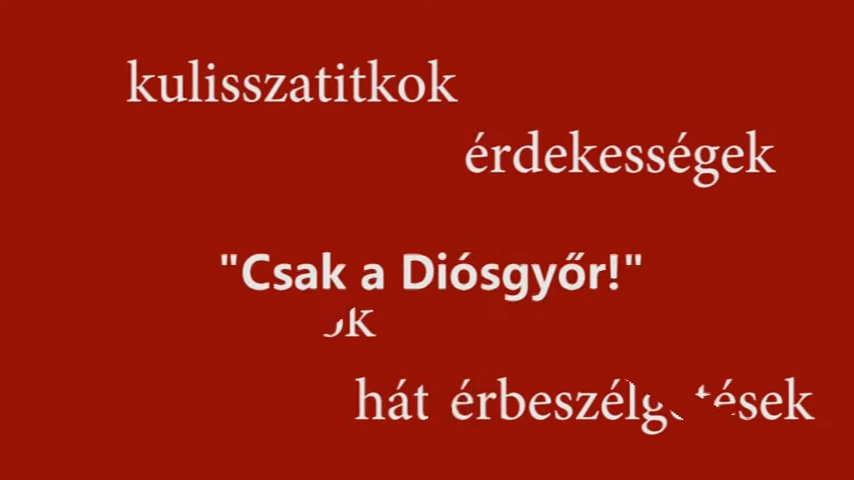 kulisszatitkok
érdekességek
"Csak a Diósgyőr!"
hát